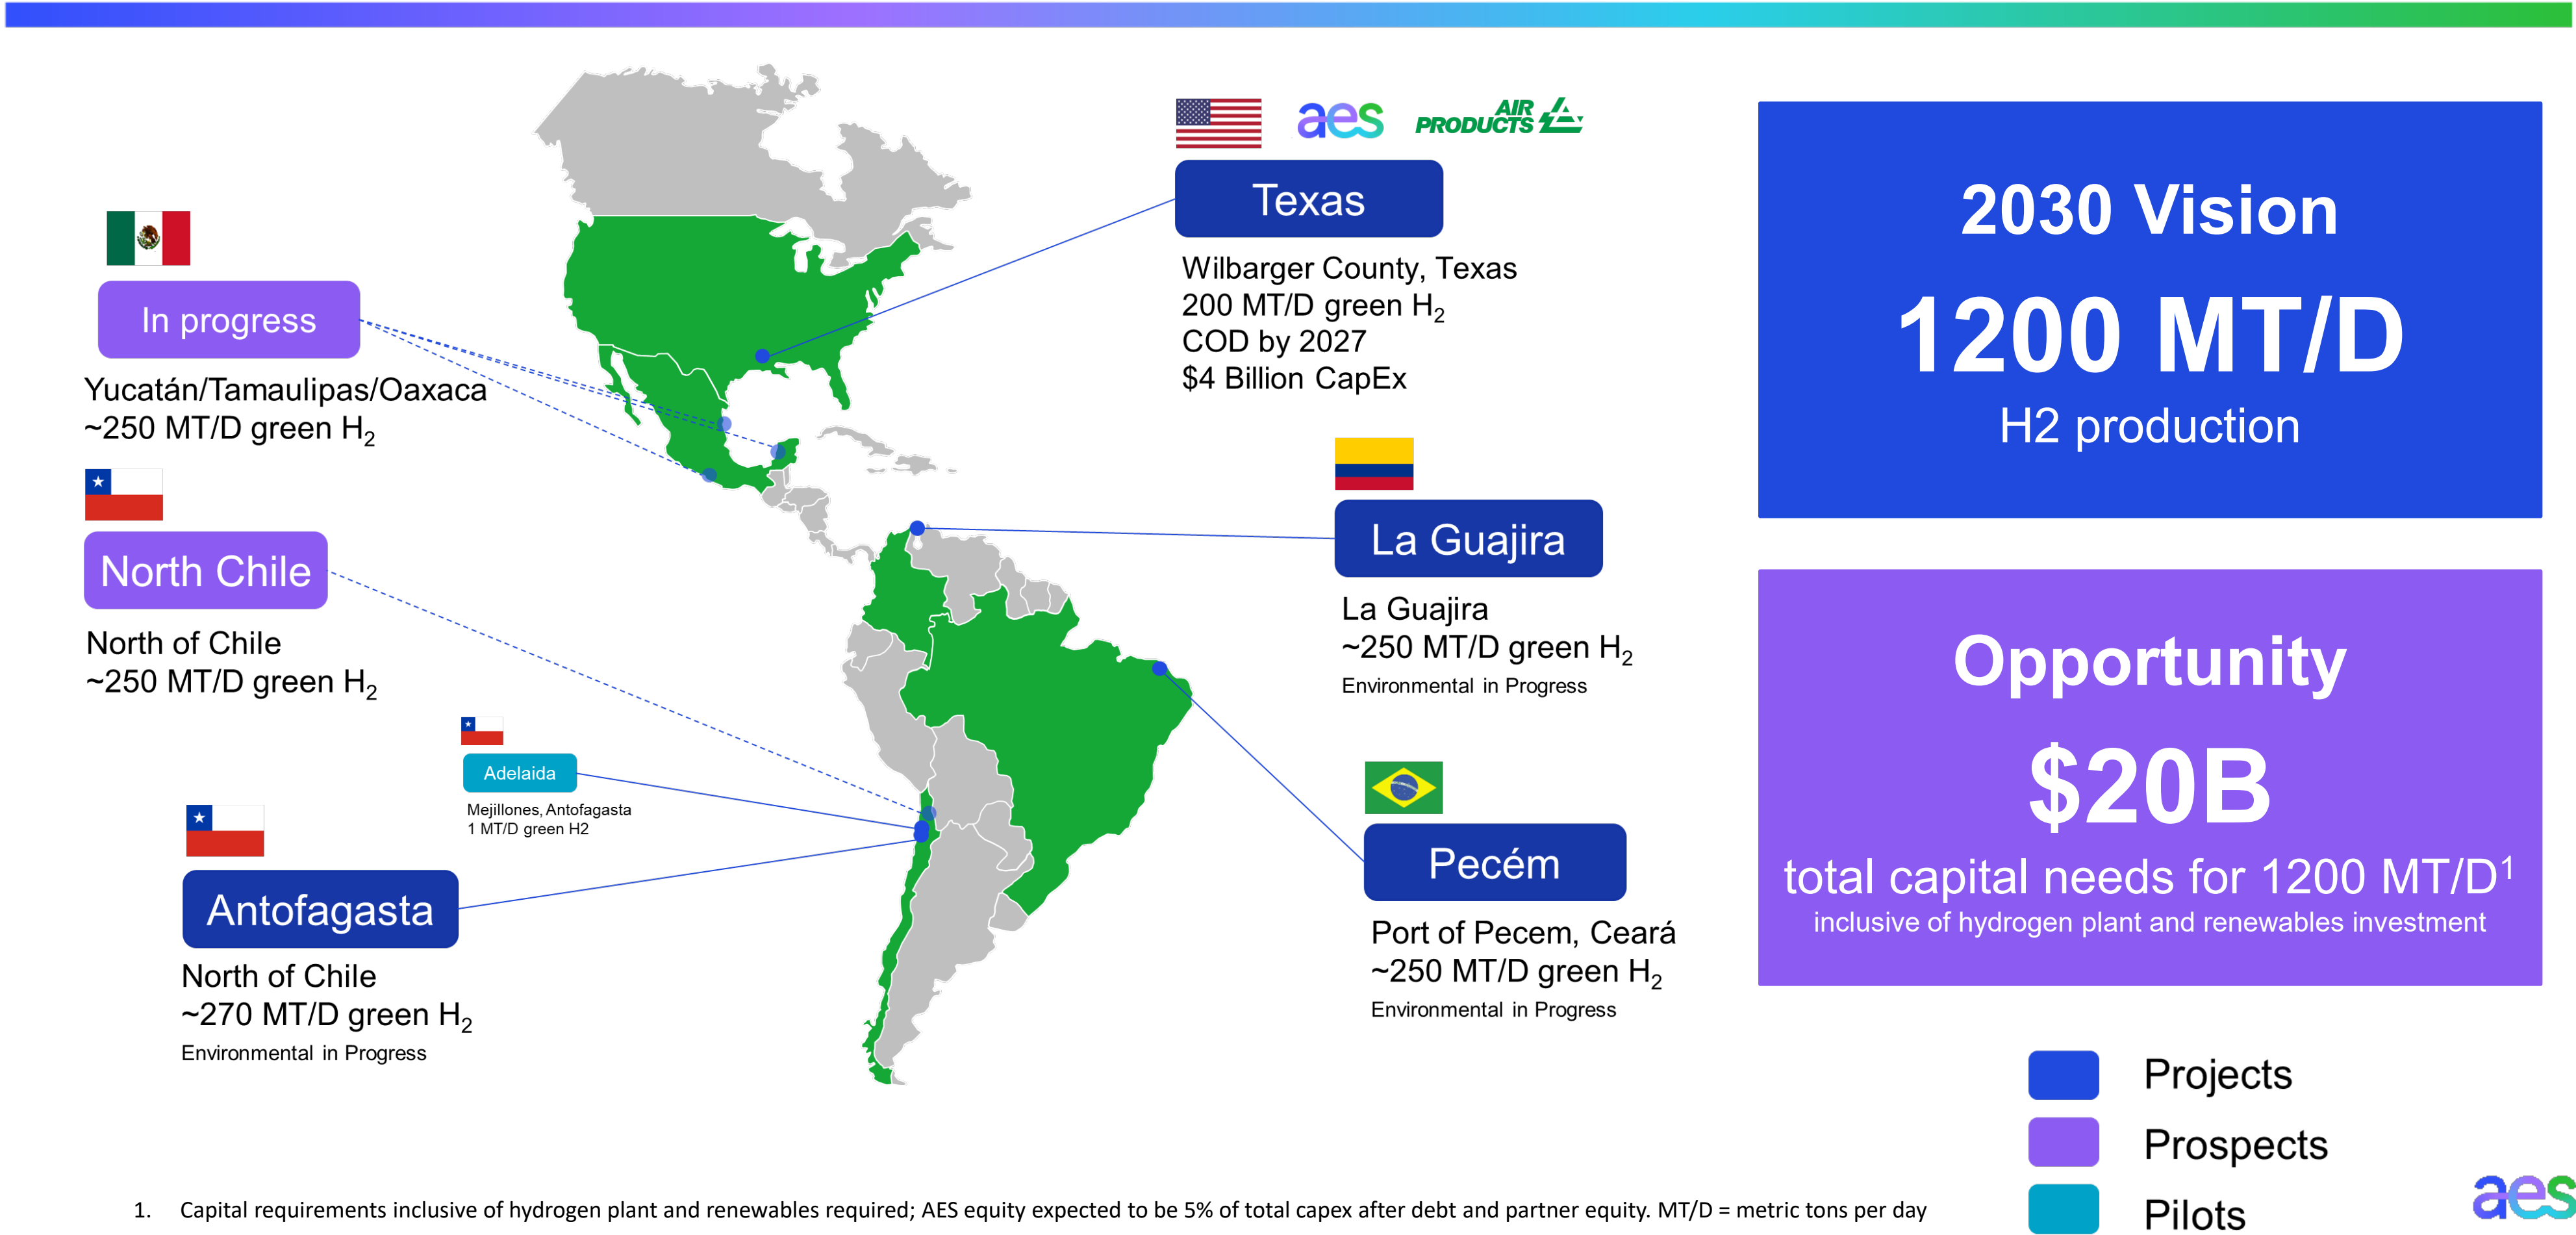 aes
AIR
PRODUCTS
Texas
Wilbarger County, Texas
200 MT/D green H₂
COD by 2027
$4 Billion CapEx
In progress
Yucatán/Tamaulipas/Oaxaca
~250 MT/D green H₂
North Chile
North of Chile
~250 MT/D green H₂
Adelaida
Mejillones, Antofagasta
1 MT/D green H2
Antofagasta
North of Chile
~270 MT/D green H₂
Environmental in Progress
La Guajira
La Guajira
~250 MT/D green H₂
Environmental in Progress
Pecém
Port of Pecem, Ceará
~250 MT/D green H₂
Environmental in Progress
2030 Vision
1200 MT/D
H2 production
Opportunity
$20B
total capital needs for 1200 MT/D¹
inclusive of hydrogen plant and renewables investment
Projects
Prospects
Pilots
1. Capital requirements inclusive of hydrogen plant and renewables required; AES equity expected to be 5% of total capex after debt and partner equity. MT/D = metric tons per day
aes